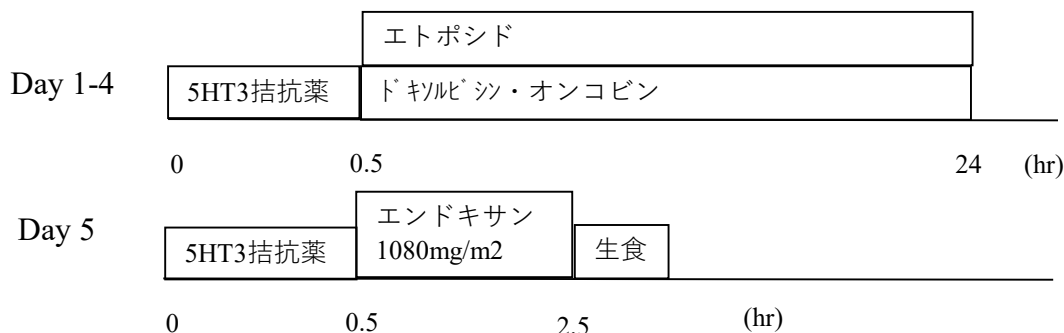 エトポシド
Day 1-4
5HT3拮抗薬
ﾄﾞｷｿﾙﾋﾞｼﾝ・オンコビン
0
0.5
24
(hr)
エンドキサン
1080mg/m2
Day 5
5HT3拮抗薬
生食
0
0.5
2.5
(hr)